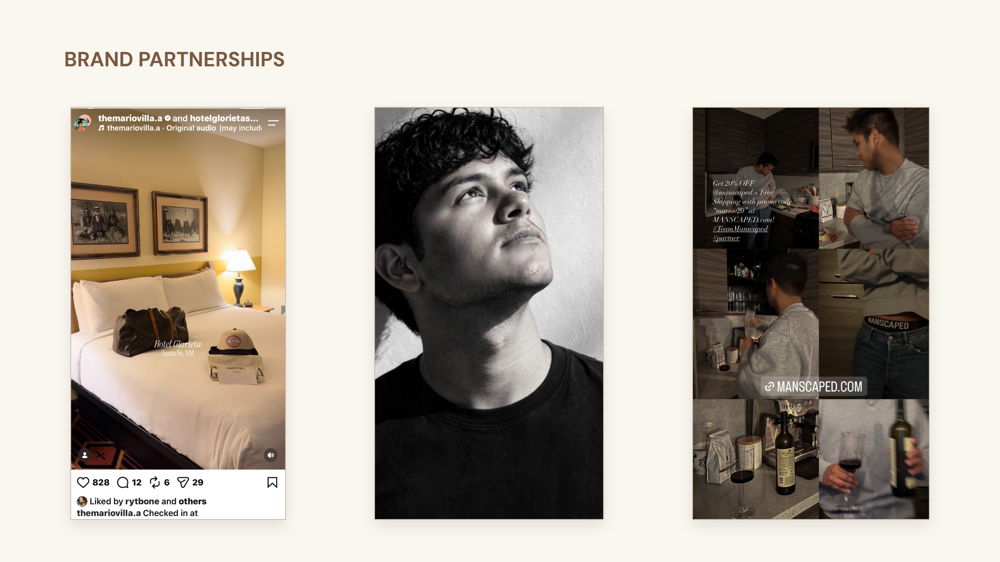 BRAND PARTNERSHIPS
themariovilla.a and hotelglorietas...
themariovilla.a · Original audio (may includ
Hotel Glorieta
Santa Fe, NM
HOTEL
G A
828 12 6 29
Liked by rytbone and others
themariovilla.a Checked in at
Get 20% OFF
@manscaped + Free
Shipping with promo code
“mariov20” at
MANSCAPED.com!
#TeamManscaped
#partner
MANSCAPED
MANSCAPED.COM